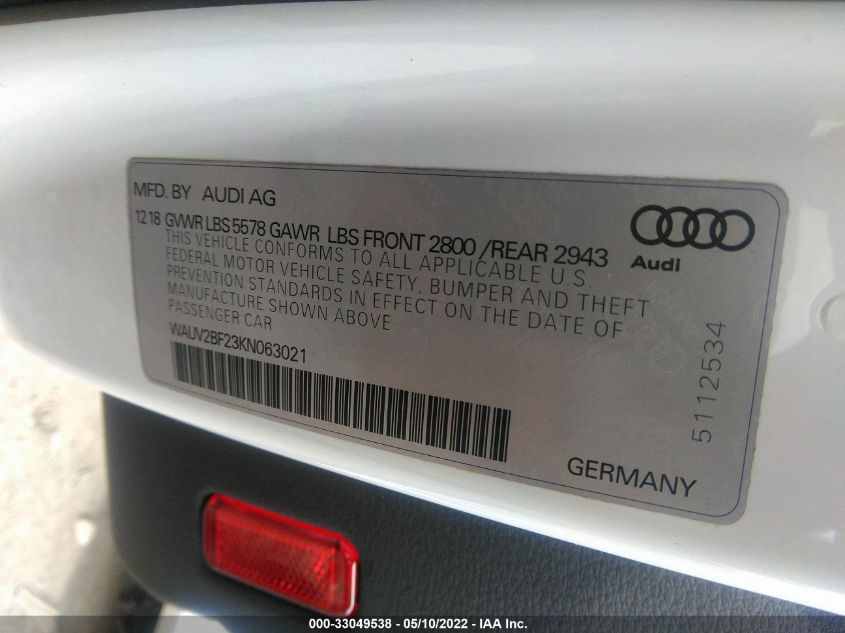 MFD. BY AUDI AG
12 18 GVWR LBS 5578 GAWR LBS FRONT 2800 /REAR 2943
THIS VEHICLE CONFORMS TO ALL APPLICABLE U.S.
FEDERAL MOTOR VEHICLE SAFETY, BUMPER AND THEFT
PREVENTION STANDARDS IN EFFECT ON THE DATE OF
MANUFACTURE SHOWN ABOVE
PASSENGER CAR
WAUV2BF23KN063021
Audi
5112534
GERMANY
000-33049538 - 05/10/2022 - IAA Inc.